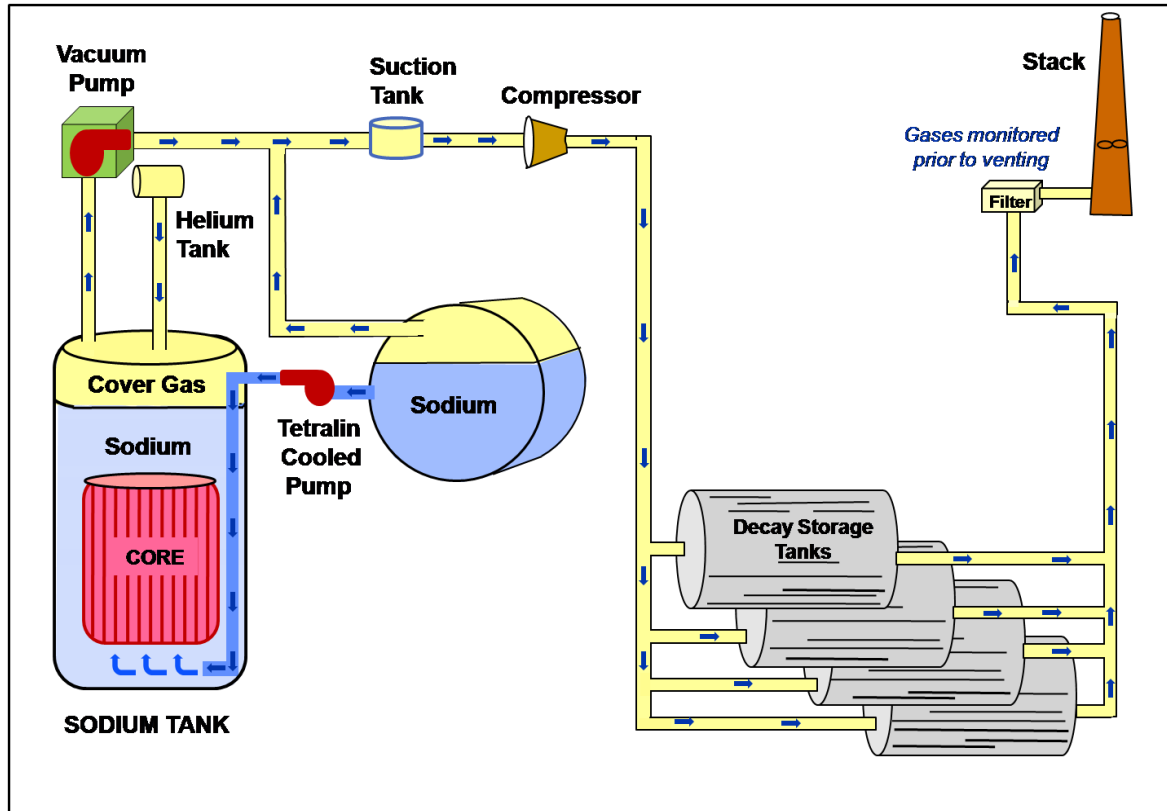 Vacuum
Pump
Suction
Tank
Compressor
Stack
Gases monitored
prior to venting
Filter
Helium
Tank
Cover Gas
Sodium
Sodium
Tetralin
Cooled
Pump
CORE
Decay Storage
Tanks
SODIUM TANK